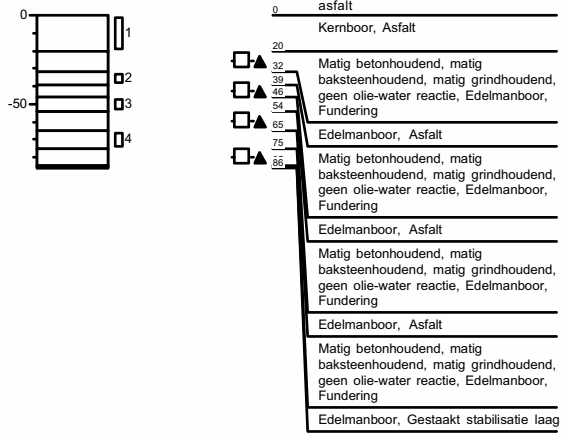 0
-50
1
2
3
4
0
20
32
39
46
54
65
75
86
asfalt
Kernboor, Asfalt
Matig betonhoudend, matig
baksteenhoudend, matig grindhoudend,
geen olie-water reactie, Edelmanboor,
Fundering
Edelmanboor, Asfalt
Matig betonhoudend, matig
baksteenhoudend, matig grindhoudend,
geen olie-water reactie, Edelmanboor,
Fundering
Edelmanboor, Asfalt
Matig betonhoudend, matig
baksteenhoudend, matig grindhoudend,
geen olie-water reactie, Edelmanboor,
Fundering
Edelmanboor, Asfalt
Matig betonhoudend, matig
baksteenhoudend, matig grindhoudend,
geen olie-water reactie, Edelmanboor,
Fundering
Edelmanboor, Gestaakt stabilisatie laag